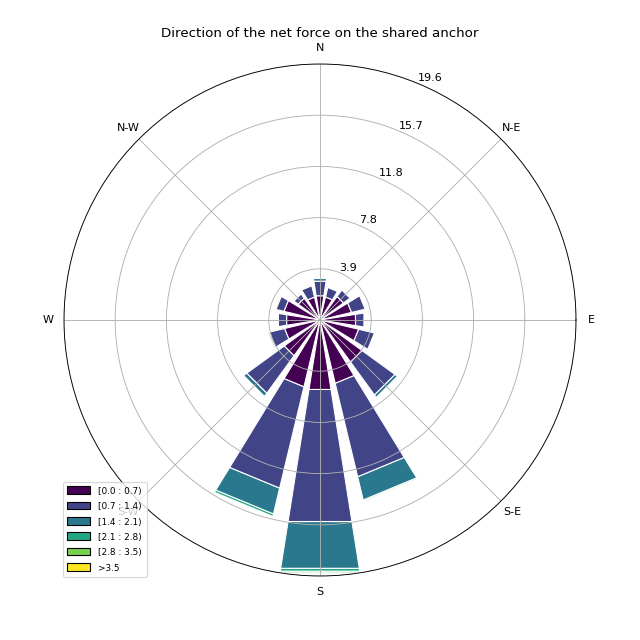 Direction of the net force on the shared anchor
N
N-W
N-E
19.6
15.7
11.8
7.8
3.9
W
E
S-W
S-E
S
[0.0 : 0.7)
[0.7 : 1.4)
[1.4 : 2.1)
[2.1 : 2.8)
[2.8 : 3.5)
>3.5